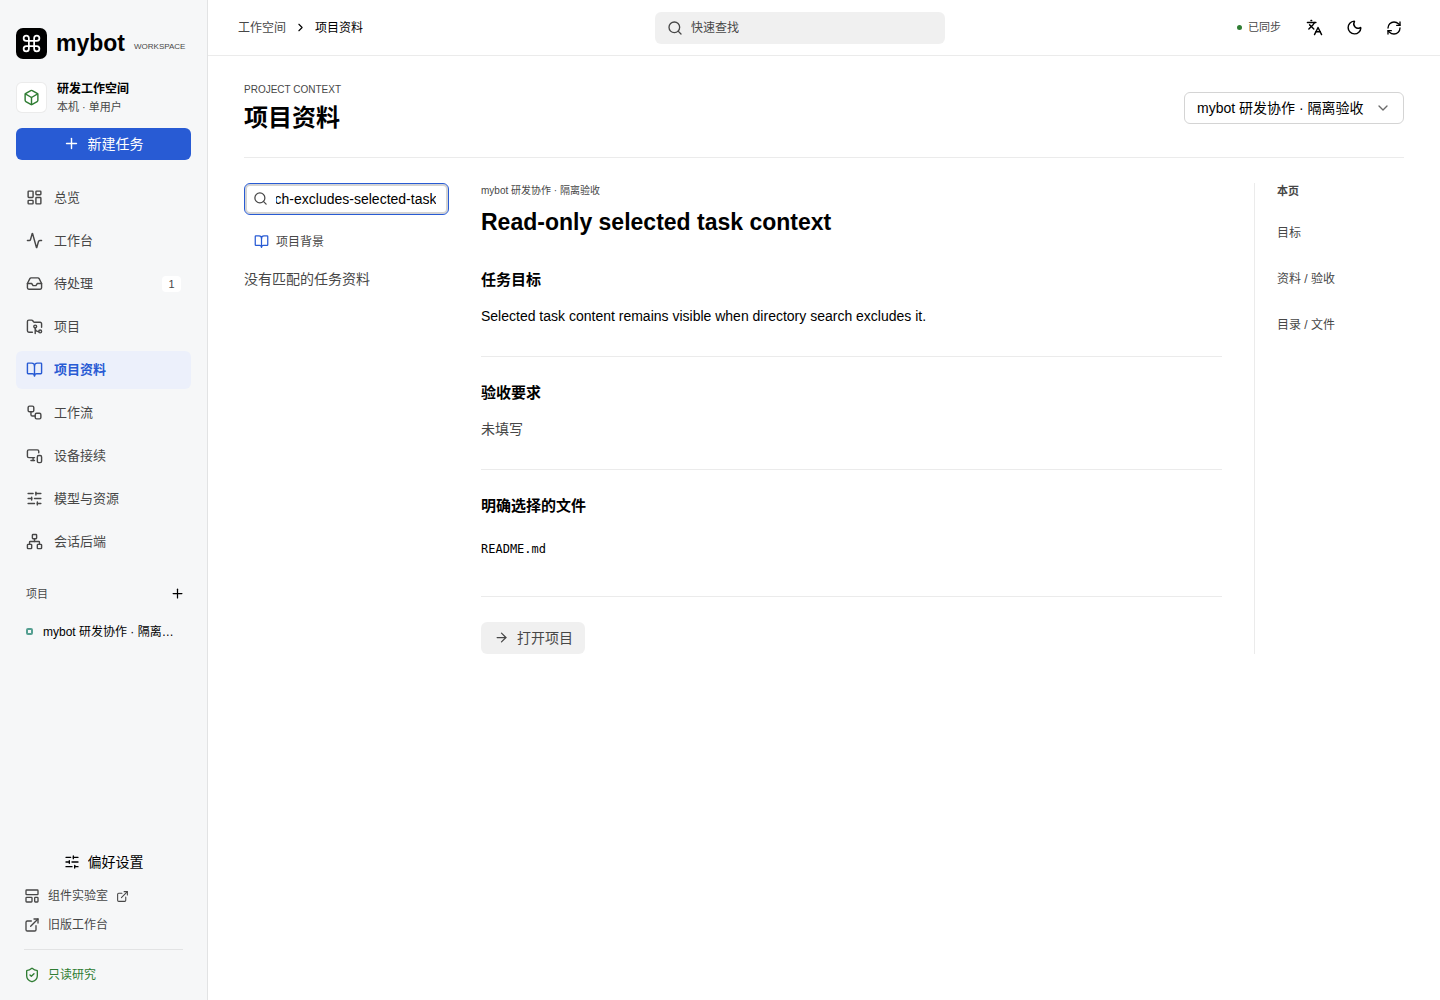 mybot WORKSPACE
研发工作空间
本机 · 单用户
新建任务
总览
工作台
待处理 1
项目
项目资料
工作流
设备接续
模型与资源
会话后端
项目
mybot 研发协作 · 隔离…
偏好设置
组件实验室
旧版工作台
只读研究
工作空间 项目资料
快速查找
已同步
PROJECT CONTEXT
项目资料
mybot 研发协作 · 隔离验收
ch-excludes-selected-task
项目背景
没有匹配的任务资料
mybot 研发协作 · 隔离验收
Read-only selected task context
任务目标
Selected task content remains visible when directory search excludes it.
验收要求
未填写
明确选择的文件
README.md
打开项目
本页
目标
资料 / 验收
目录 / 文件